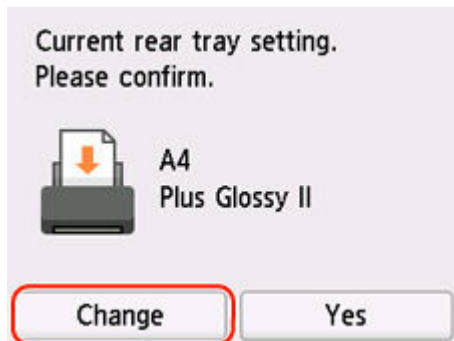 Current rear tray setting.
Please confirm.
A4
Plus Glossy II
Change
Yes